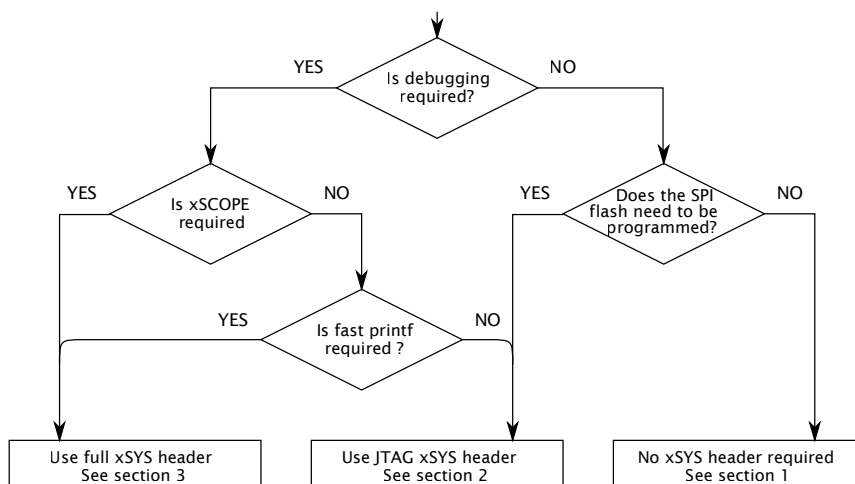 YES
Is debugging
required?
NO
YES
Is xSCOPE
required
NO
YES
Does the SPI
flash need to be
programmed?
NO
YES
Is fast printf
required ?
NO
Use full xSYS header
See section 3
Use JTAG xSYS header
See section 2
No xSYS header required
See section 1